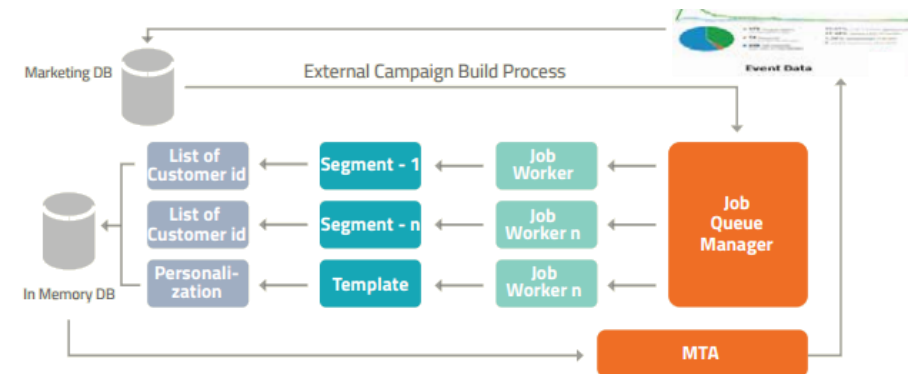 Marketing DB
External Campaign Build Process
Event Data
List of
Customer id
Segment - 1
Job
Worker
List of
Customer id
Segment - n
Job
Worker n
Personali-
zation
Template
Job
Worker n
Job
Queue
Manager
In Memory DB
MTA